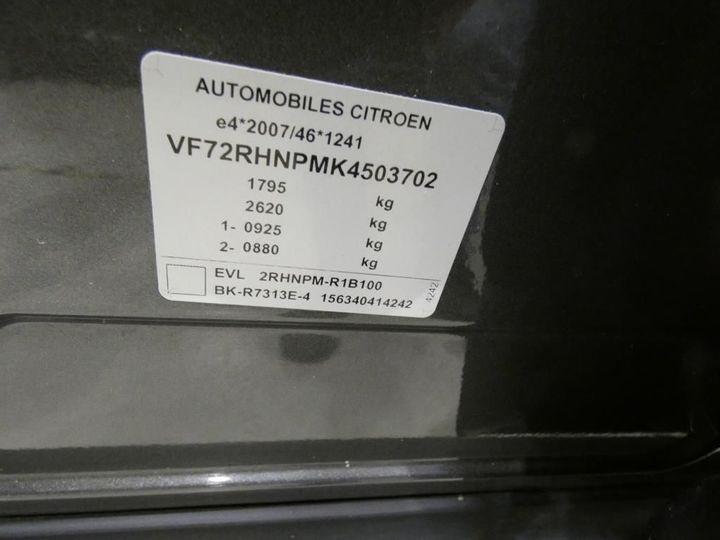 AUTOMOBILES CITROEN
e4*2007/46*1241
VF72RHNPMK4503702
1795 kg
2620 kg
1- 0925 kg
2- 0880 kg
EVL 2RHNPM-R1B100
BK-R7313E-4 156340414242
4242